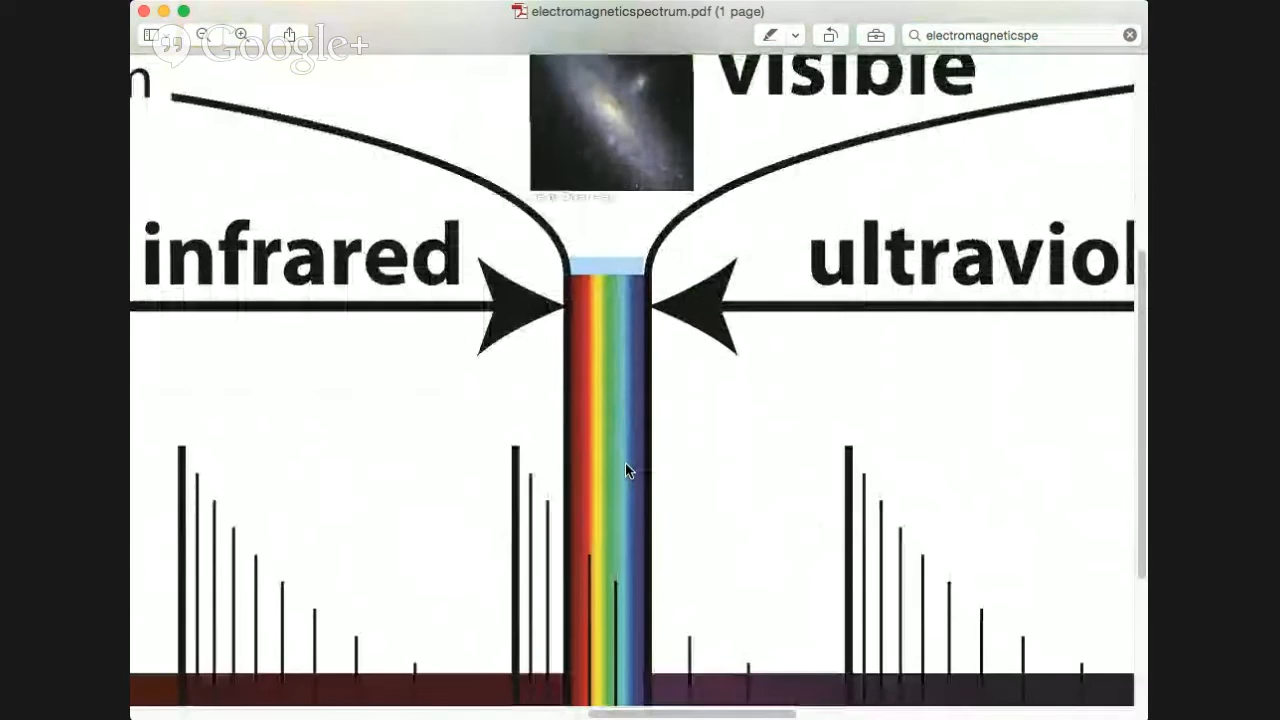 electromagneticspectrum.pdf (1 page)
Google+
electromagneticspe
visible
infrared
ultraviol